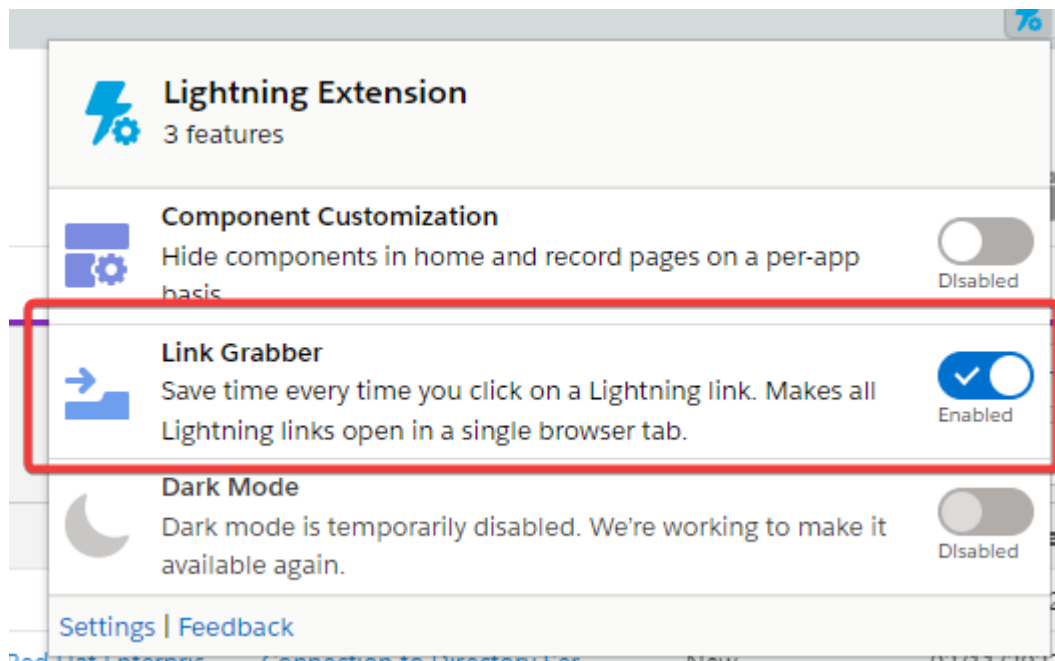 Lightning Extension
3 features
Component Customization
Hide components in home and record pages on a per-app
basis
DIsabled
Link Grabber
Save time every time you click on a Lightning link. Makes all
Lightning links open in a single browser tab.
Enabled
Dark Mode
Dark mode is temporarily disabled. We're working to make it
available again.
DIsabled
Settings | Feedback